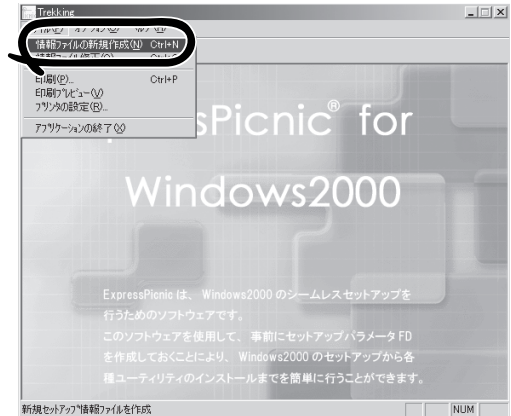 Trekking
情報ファイルの新規作成(N) Ctrl+N
印刷(P)... Ctrl+P
印刷プレビュー(V)
プリンタの設定(R)...
アプリケーションの終了(X)
sPicnic® for
Windows2000
ExpressPicnic は、Windows2000 のシームレスセットアップを
行うためのソフトウェアです。
このソフトウェアを使用して、事前にセットアップパラメータ FD
を作成しておくことにより、Windows2000 のセットアップから各
種ユーティリティのインストールまでを簡単に行うことができます。
新規セットアップ情報ファイルを作成 NUM